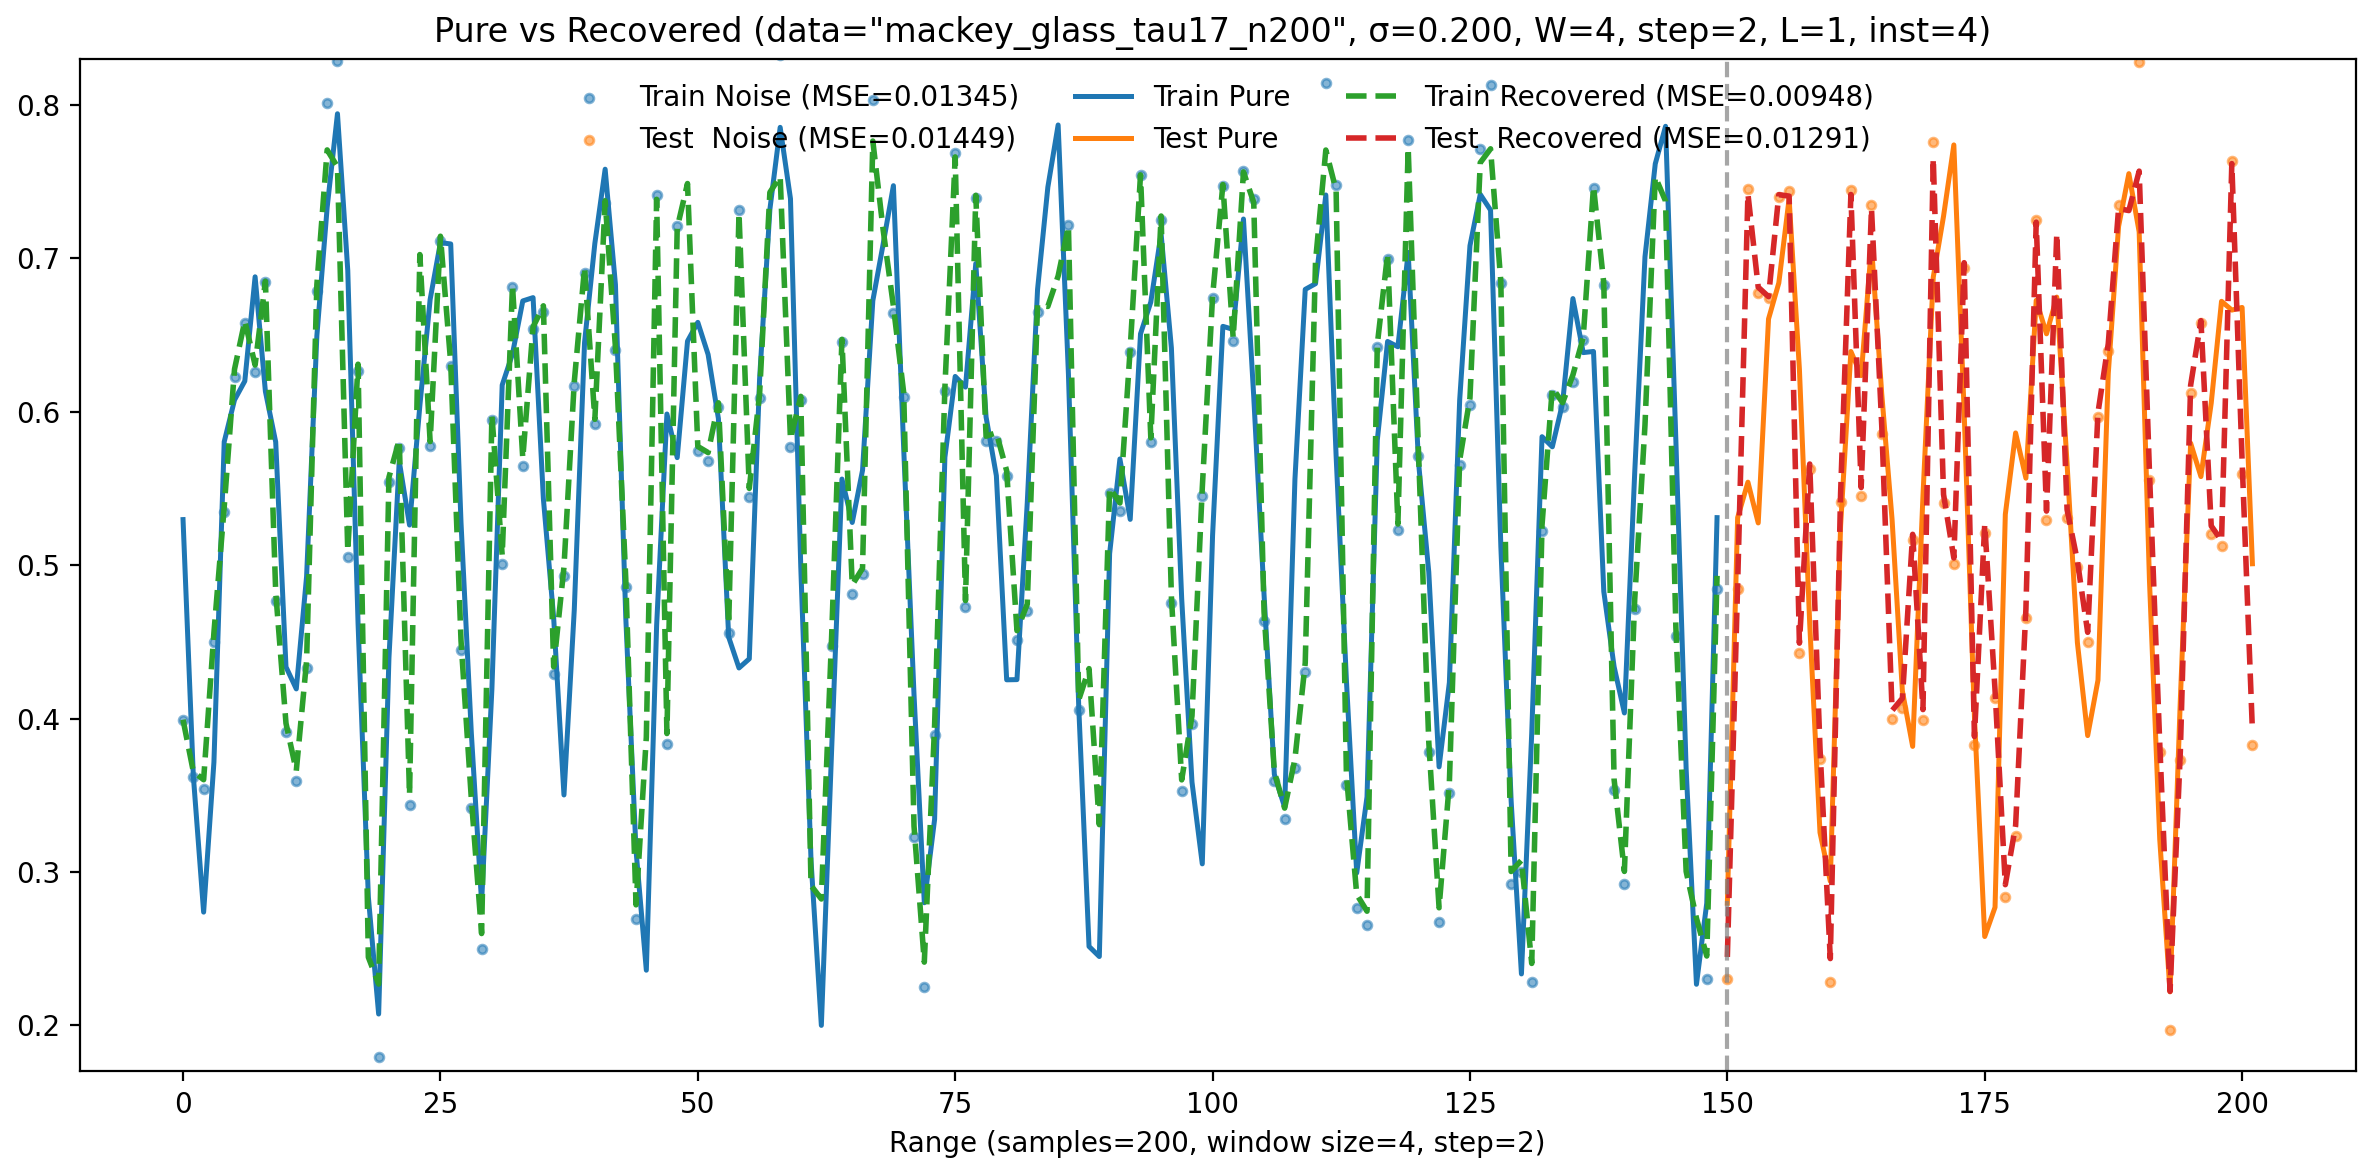 Pure vs Recovered (data="mackey_glass_tau17_n200", σ=0.200, W=4, step=2, L=1, inst=4)
Train Noise (MSE=0.01345) Train Pure Train Recovered (MSE=0.00948)
Test  Noise (MSE=0.01449) Test Pure Test  Recovered (MSE=0.01291)
0.8
0.7
0.6
0.5
0.4
0.3
0.2
0 25 50 75 100 125 150 175 200
Range (samples=200, window size=4, step=2)